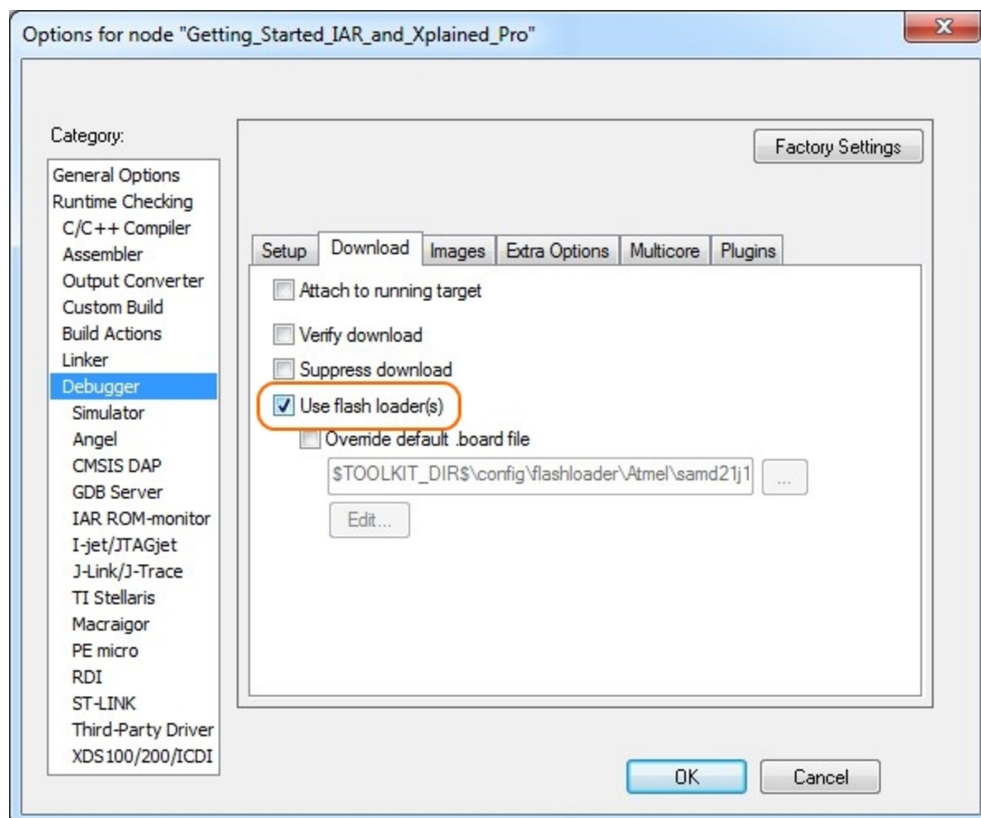 Options for node "Getting_Started_IAR_and_Xplained_Pro"
X
Category:
Factory Settings
General Options
Runtime Checking
C/C++ Compiler
Assembler
Output Converter
Custom Build
Build Actions
Linker
Debugger
Simulator
Angel
CMSIS DAP
GDB Server
IAR ROM-monitor
I-jet/JTAGjet
J-Link/J-Trace
TI Stellaris
Macraigor
PE micro
RDI
ST-LINK
Third-Party Driver
XDS100/200/ICDI
Setup Download Images Extra Options Multicore Plugins
Attach to running target
Verify download
Suppress download
Use flash loader(s)
Override default .board file
$TOOLKIT_DIR$\config\flashloader\Atmel\samd21j1
...
Edit...
OK Cancel